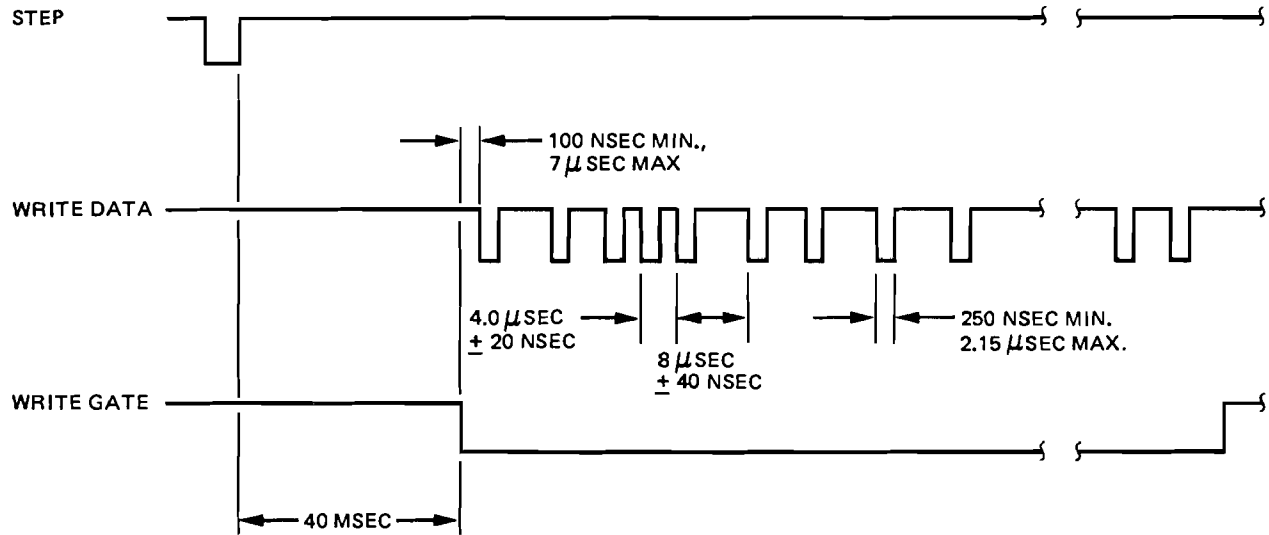 STEP
100 NSEC MIN.,
7 μSEC MAX
WRITE DATA
4.0 μSEC
± 20 NSEC
8 μSEC
± 40 NSEC
250 NSEC MIN.
2.15 μSEC MAX.
WRITE GATE
40 MSEC